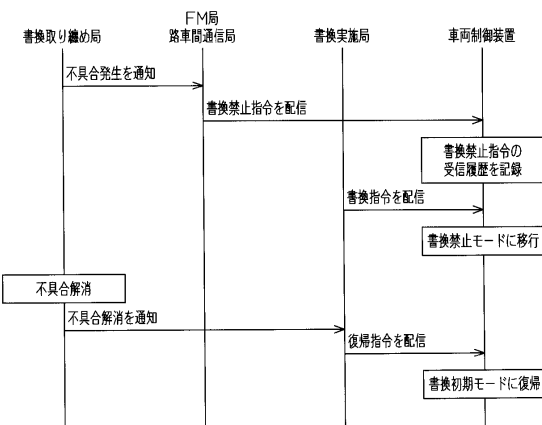 FM局
書換取り纏め局
路車間通信局
書換実施局
車両制御装置
不具合発生を通知
書換禁止指令を配信
書換禁止指令の
受信履歴を記録
書換指令を配信
書換禁止モードに移行
不具合解消
不具合解消を通知
復帰指令を配信
書換初期モードに復帰